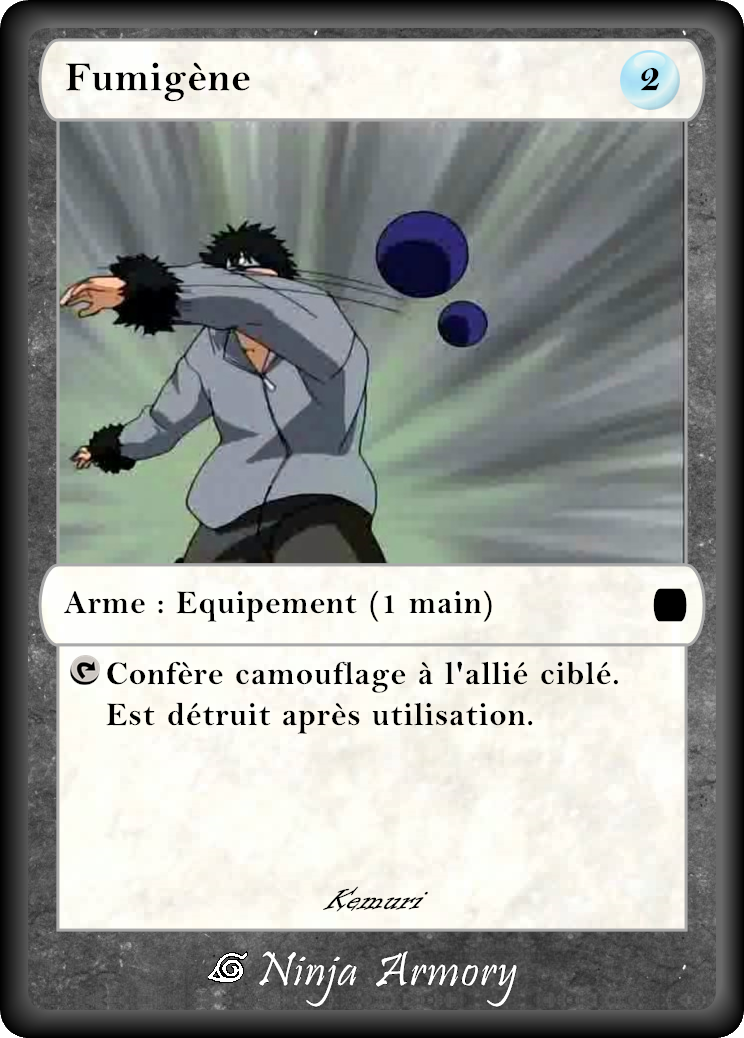 Fumigène
2
Arme : Equipement (1 main)
Confère camouflage à l'allié ciblé.
Est détruit après utilisation.
Kemuri
Ninja Armory